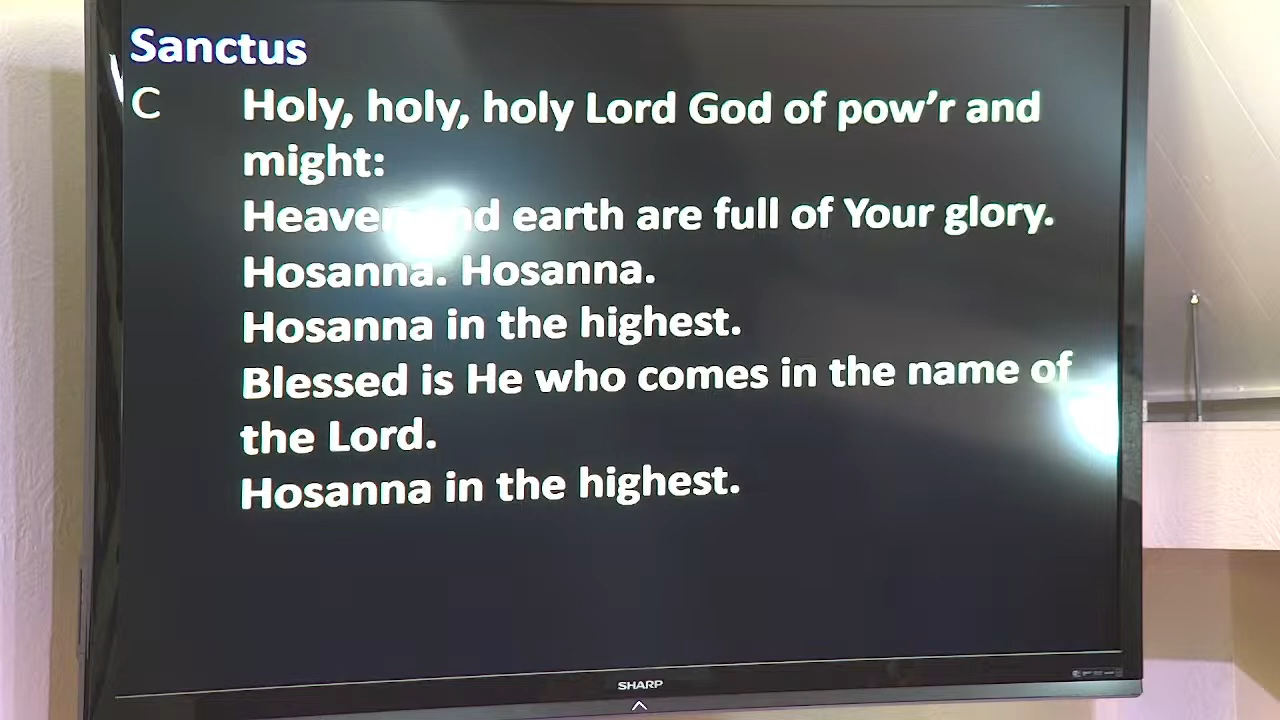 Sanctus
C Holy, holy, holy Lord God of pow’r and
might:
Heaven and earth are full of Your glory.
Hosanna. Hosanna.
Hosanna in the highest.
Blessed is He who comes in the name of
the Lord.
Hosanna in the highest.
SHARP